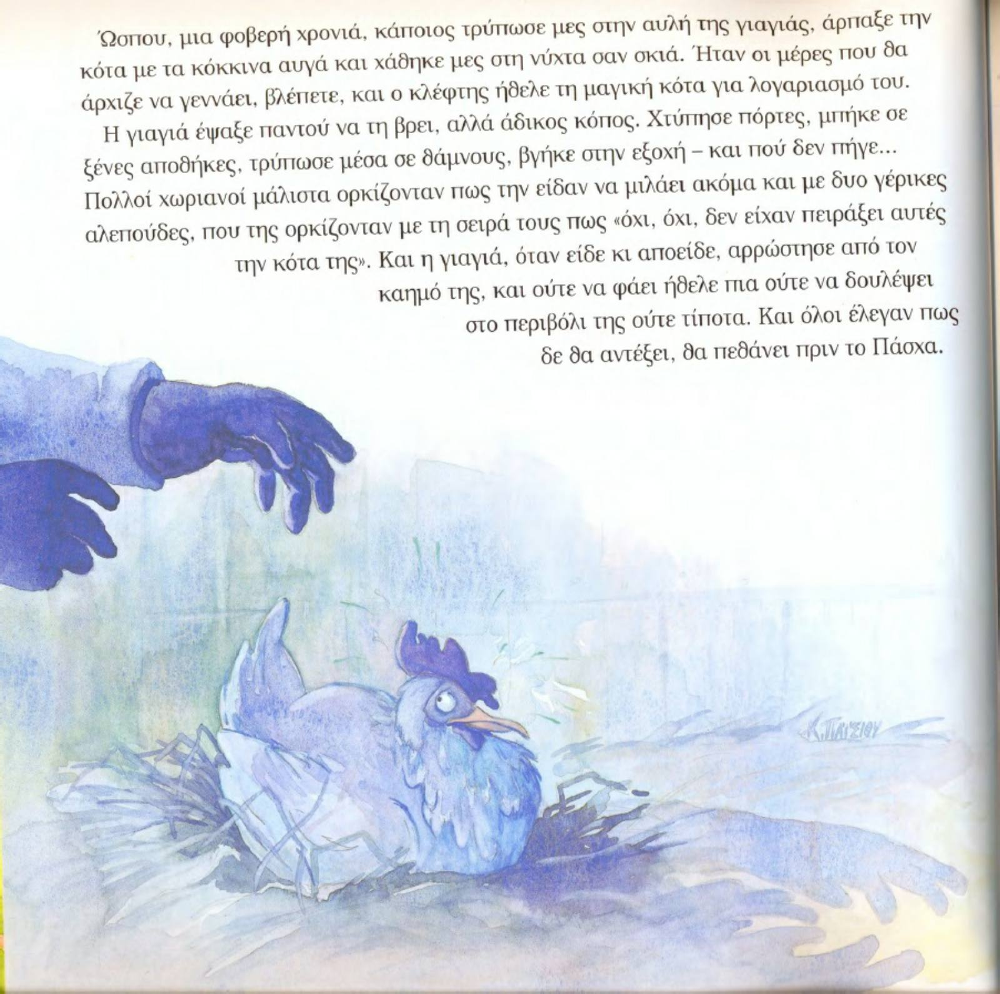 Ώσπου, μια φοβερή χρονιά, κάποιος τρύπωσε μες στην αυλή της γιαγιάς, άρπαξε την
κότα με τα κόκκινα αυγά και χάθηκε μες στη νύχτα σαν σκιά. Ήταν οι μέρες που θα
άρχιζε να γεννάει, βλέπετε, και ο κλέφτης ήθελε τη μαγική κότα για λογαριασμό του.
Η γιαγιά έψαξε παντού να τη βρει, αλλά άδικος κόπος. Χτύπησε πόρτες, μπήκε σε
ξένες αποθήκες, τρύπωσε μέσα σε θάμνους, βγήκε στην εξοχή – και πού δεν πήγε...
Πολλοί χωριανοί μάλιστα ορκίζονταν πως την είδαν να μιλάει ακόμα και με δυο γέρικες
αλεπούδες, που της ορκίζονταν με τη σειρά τους πως «όχι, όχι, δεν είχαν πειράξει αυτές
την κότα της». Και η γιαγιά, όταν είδε κι αποείδε, αρρώστησε από τον
καημό της, και ούτε να φάει ήθελε πια ούτε να δουλέψει
στο περιβόλι της ούτε τίποτα. Και όλοι έλεγαν πως
δε θα αντέξει, θα πεθάνει πριν το Πάσχα.
Κ. ΠΑΪΣΙΟΥ